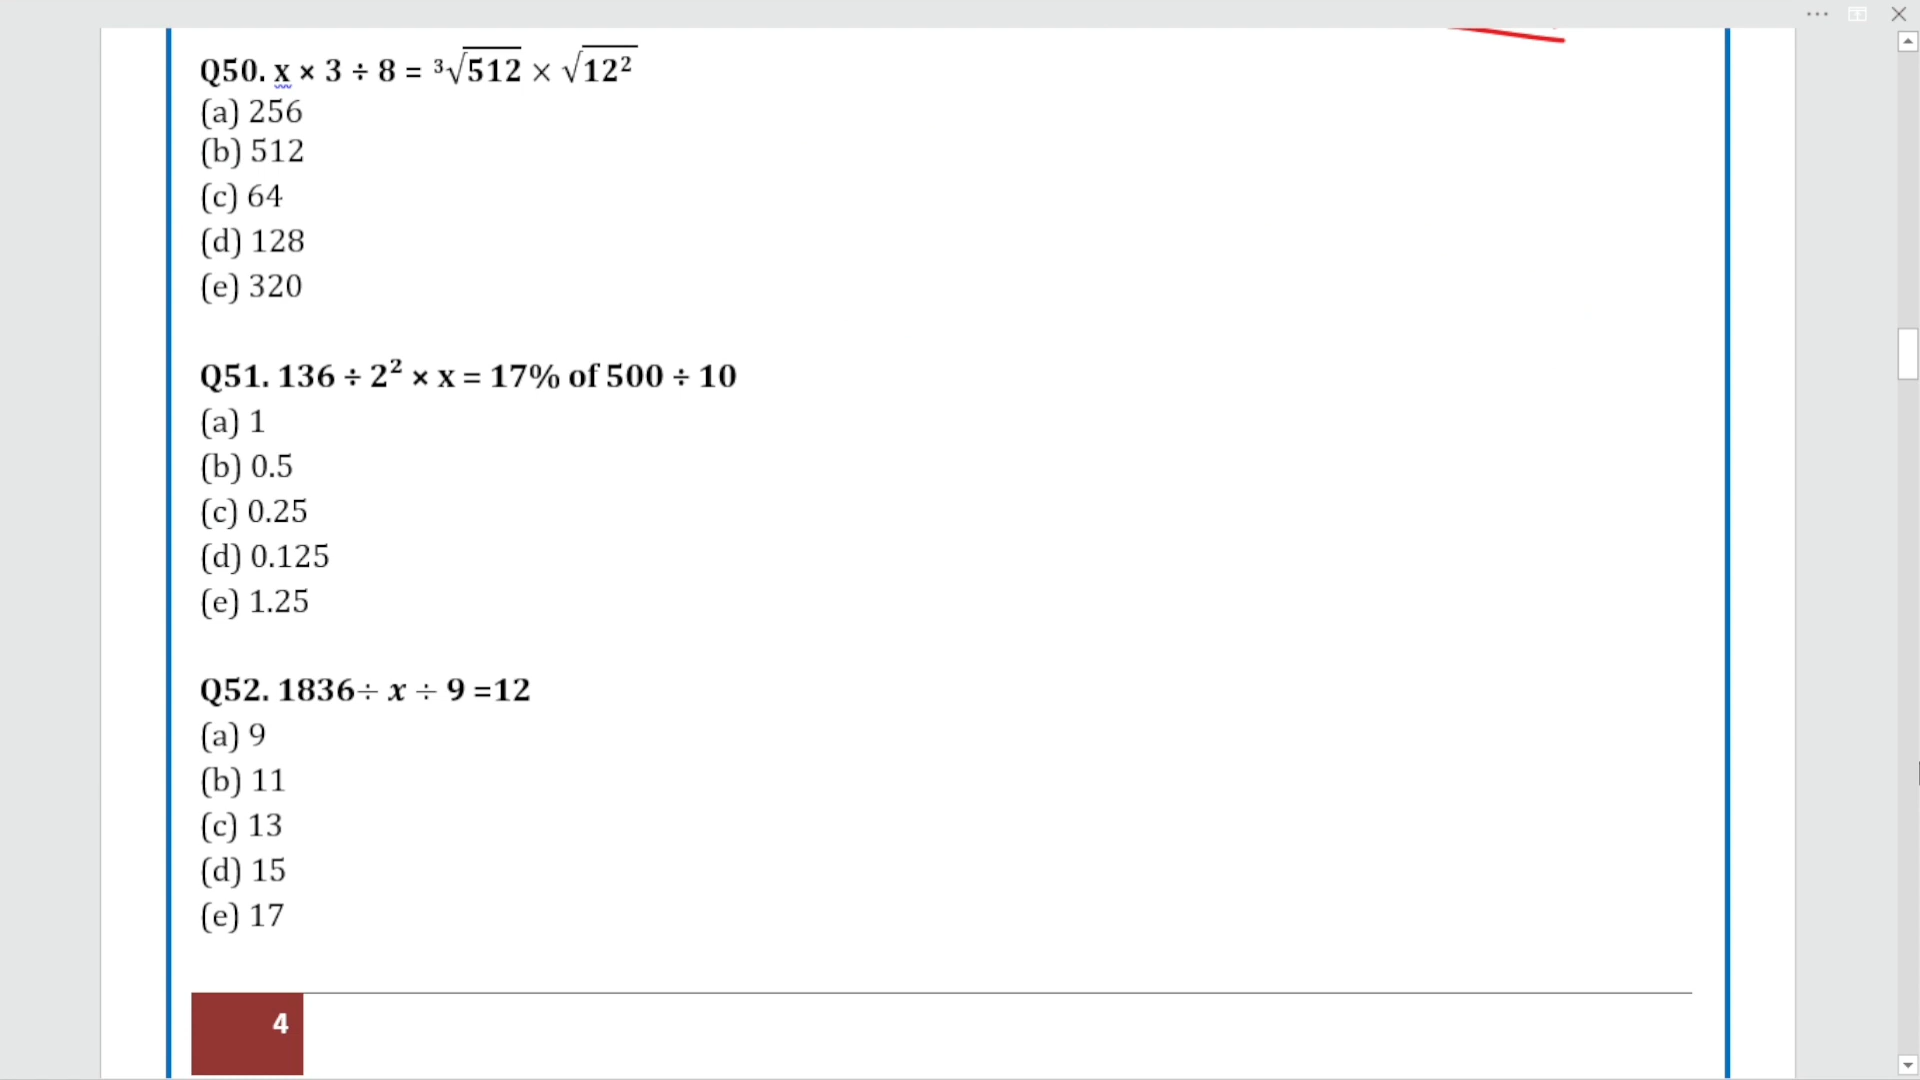 Q50. x × 3 ÷ 8 = ³√512 × √12²
(a) 256
(b) 512
(c) 64
(d) 128
(e) 320
Q51. 136 ÷ 2² × x = 17% of 500 ÷ 10
(a) 1
(b) 0.5
(c) 0.25
(d) 0.125
(e) 1.25
Q52. 1836÷ x ÷ 9 =12
(a) 9
(b) 11
(c) 13
(d) 15
(e) 17
4